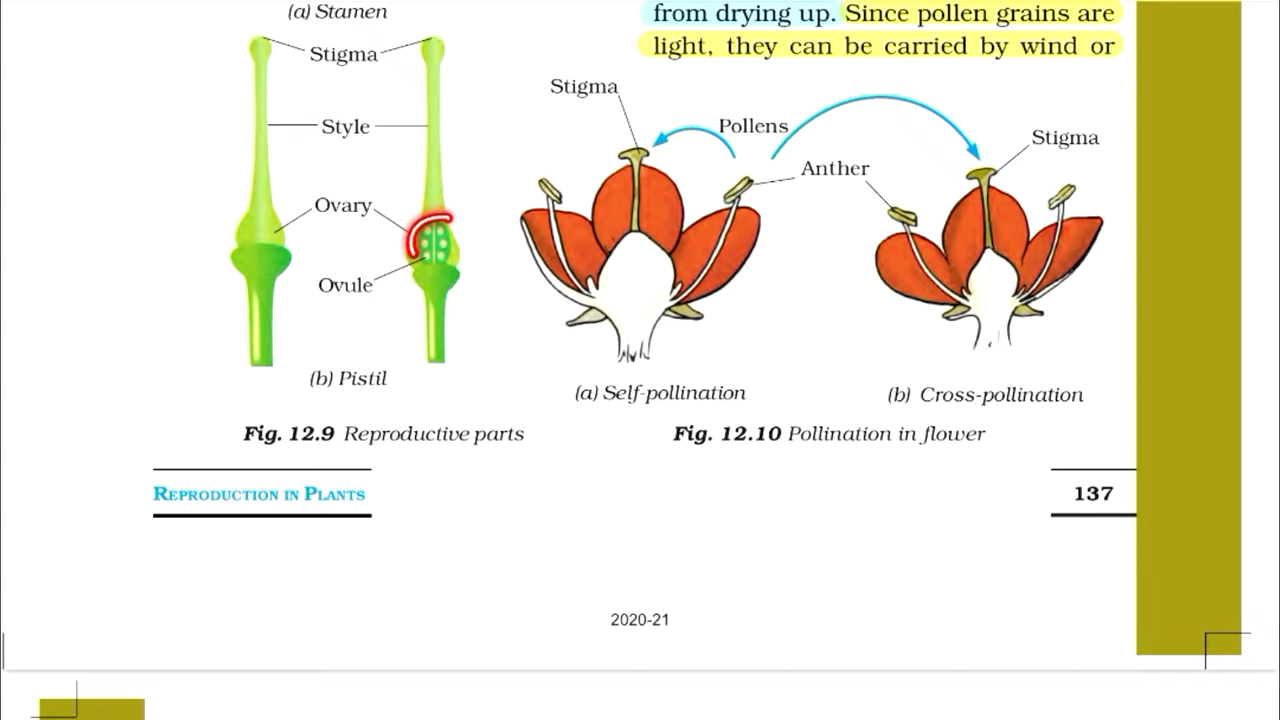 (a) Stamen
Stigma
Style
Ovary
Ovule
(b) Pistil
Fig. 12.9 Reproductive parts
from drying up. Since pollen grains are
light, they can be carried by wind or
Stigma
Pollens
Anther
Stigma
(a) Self-pollination
(b) Cross-pollination
Fig. 12.10 Pollination in flower
REPRODUCTION IN PLANTS
137
2020-21